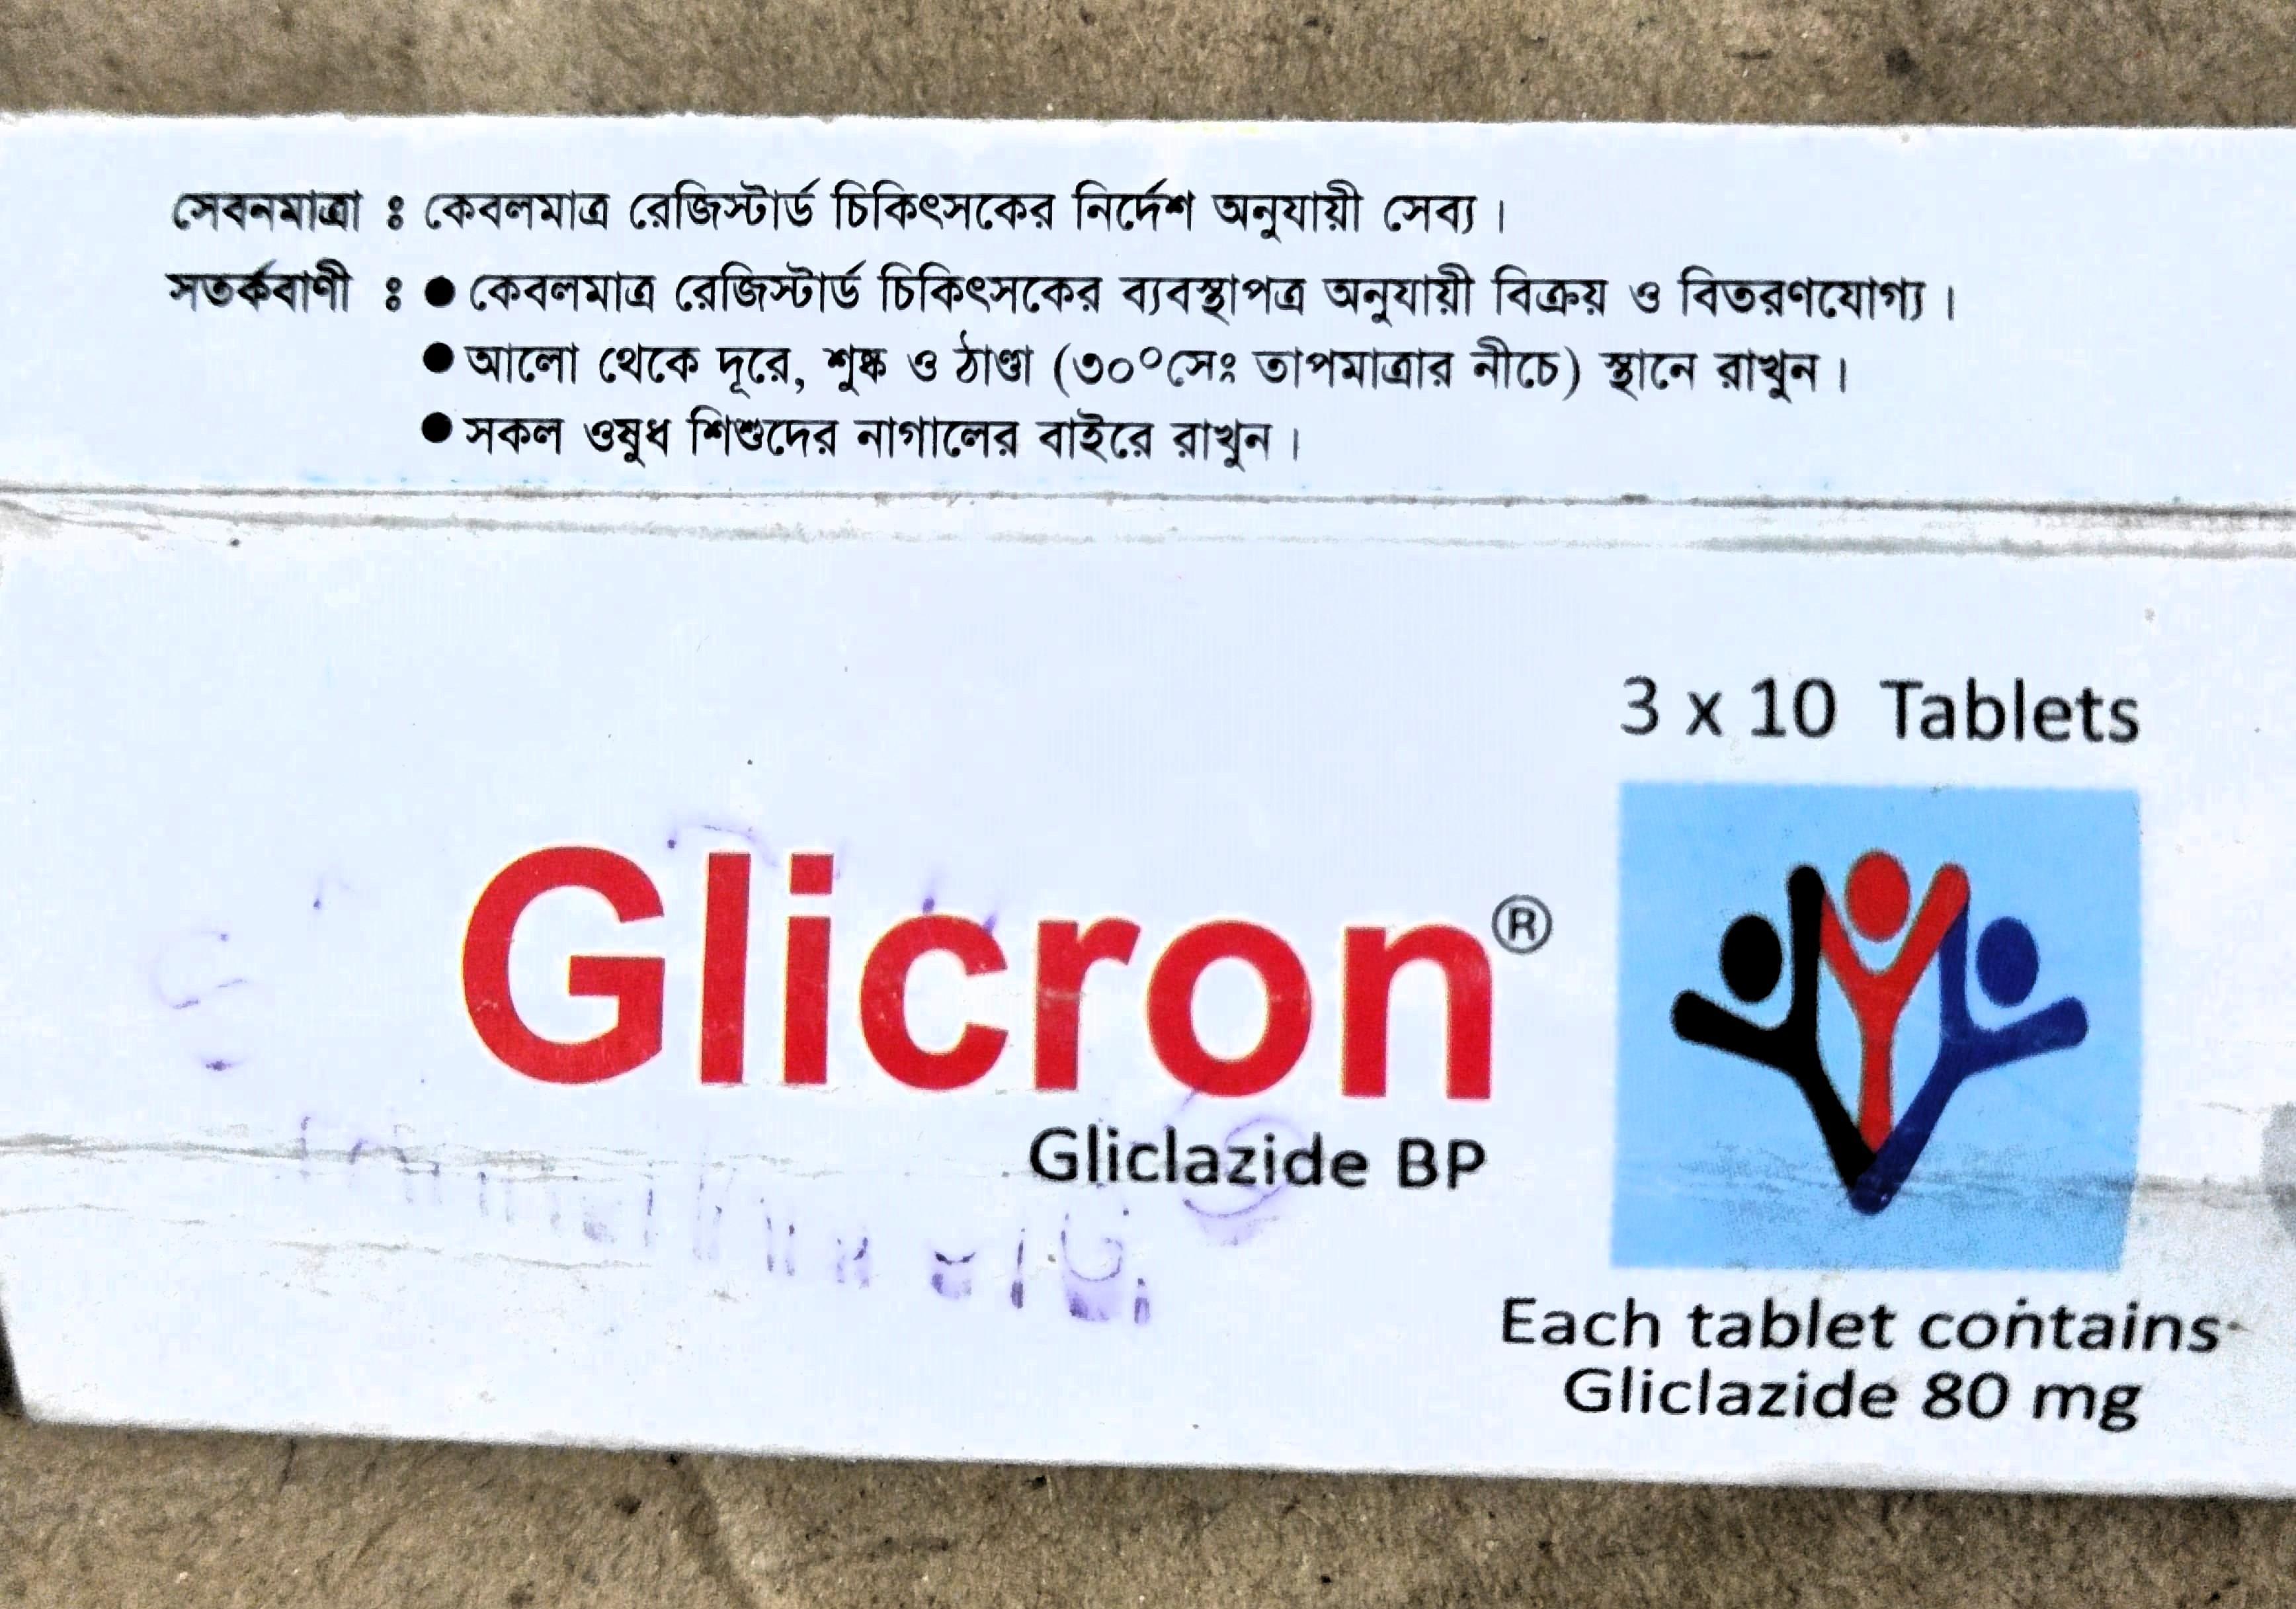 সেবনমাত্রা ঃ কেবলমাত্র রেজিস্টার্ড চিকিৎসকের নির্দেশ অনুযায়ী সেব্য।
সতর্কবাণী ঃ ● কেবলমাত্র রেজিস্টার্ড চিকিৎসকের ব্যবস্থাপত্র অনুযায়ী বিক্রয় ও বিতরণযোগ্য।
● আলো থেকে দূরে, শুষ্ক ও ঠাণ্ডা (৩০°সেঃ তাপমাত্রার নীচে) স্থানে রাখুন।
● সকল ওষুধ শিশুদের নাগালের বাইরে রাখুন।
3 x 10 Tablets
Glicron®
Gliclazide BP
Each tablet contains
Gliclazide 80 mg